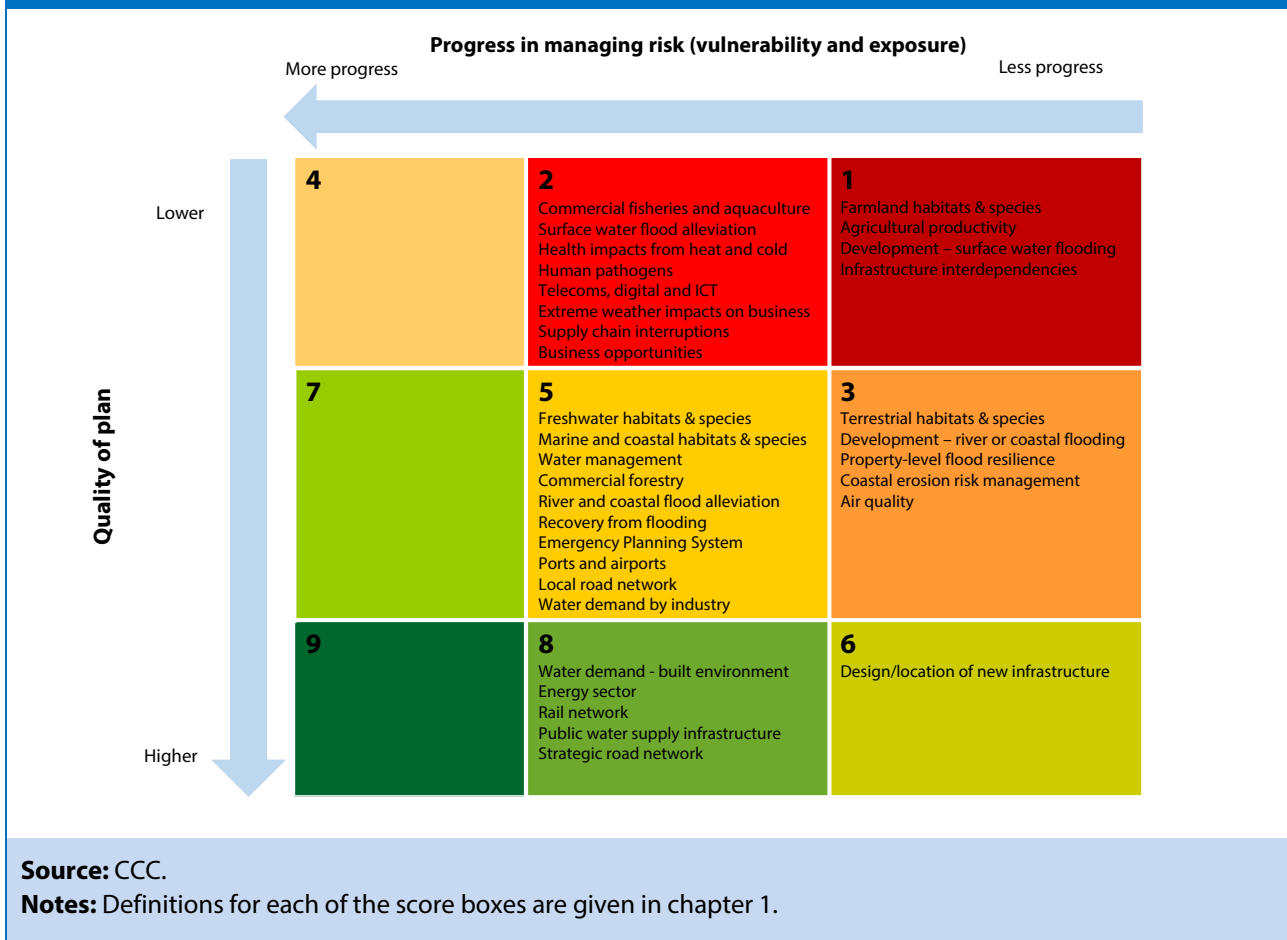 Progress in managing risk (vulnerability and exposure)
More progress
Less progress
Lower
Quality of plan
Higher
4
2
Commercial fisheries and aquaculture
Surface water flood alleviation
Health impacts from heat and cold
Human pathogens
Telecoms, digital and ICT
Extreme weather impacts on business
Supply chain interruptions
Business opportunities
1
Farmland habitats & species
Agricultural productivity
Development – surface water flooding
Infrastructure interdependencies
7
5
Freshwater habitats & species
Marine and coastal habitats & species
Water management
Commercial forestry
River and coastal flood alleviation
Recovery from flooding
Emergency Planning System
Ports and airports
Local road network
Water demand by industry
3
Terrestrial habitats & species
Development – river or coastal flooding
Property-level flood resilience
Coastal erosion risk management
Air quality
9
8
Water demand - built environment
Energy sector
Rail network
Public water supply infrastructure
Strategic road network
6
Design/location of new infrastructure
Source: CCC.
Notes: Definitions for each of the score boxes are given in chapter 1.